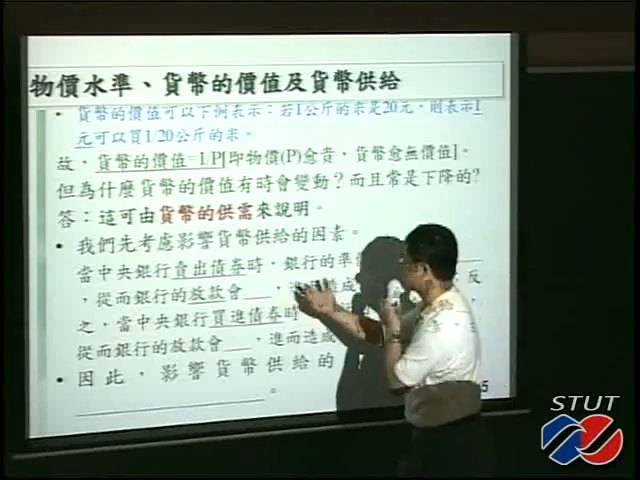 物價水準、貨幣的價值及貨幣供給
• 貨幣的價值可以下例表示：若1公斤的米是20元，則表示1
元可以買1/20公斤的米。
故，貨幣的價值=1/P[即物價(P)愈貴，貨幣愈無價值]。
但為什麼貨幣的價值有時會變動？而且常是下降的?
答：這可由貨幣的供需來說明。
• 我們先考慮影響貨幣供給的因素。
當中央銀行賣出債券時，銀行的準
，從而銀行的放款會___，進 造成 反
之，當中央銀行買進債券時
從而銀行的放款會___，進而造成
• 因此，影響貨幣供給的
____________________。
5
STUT